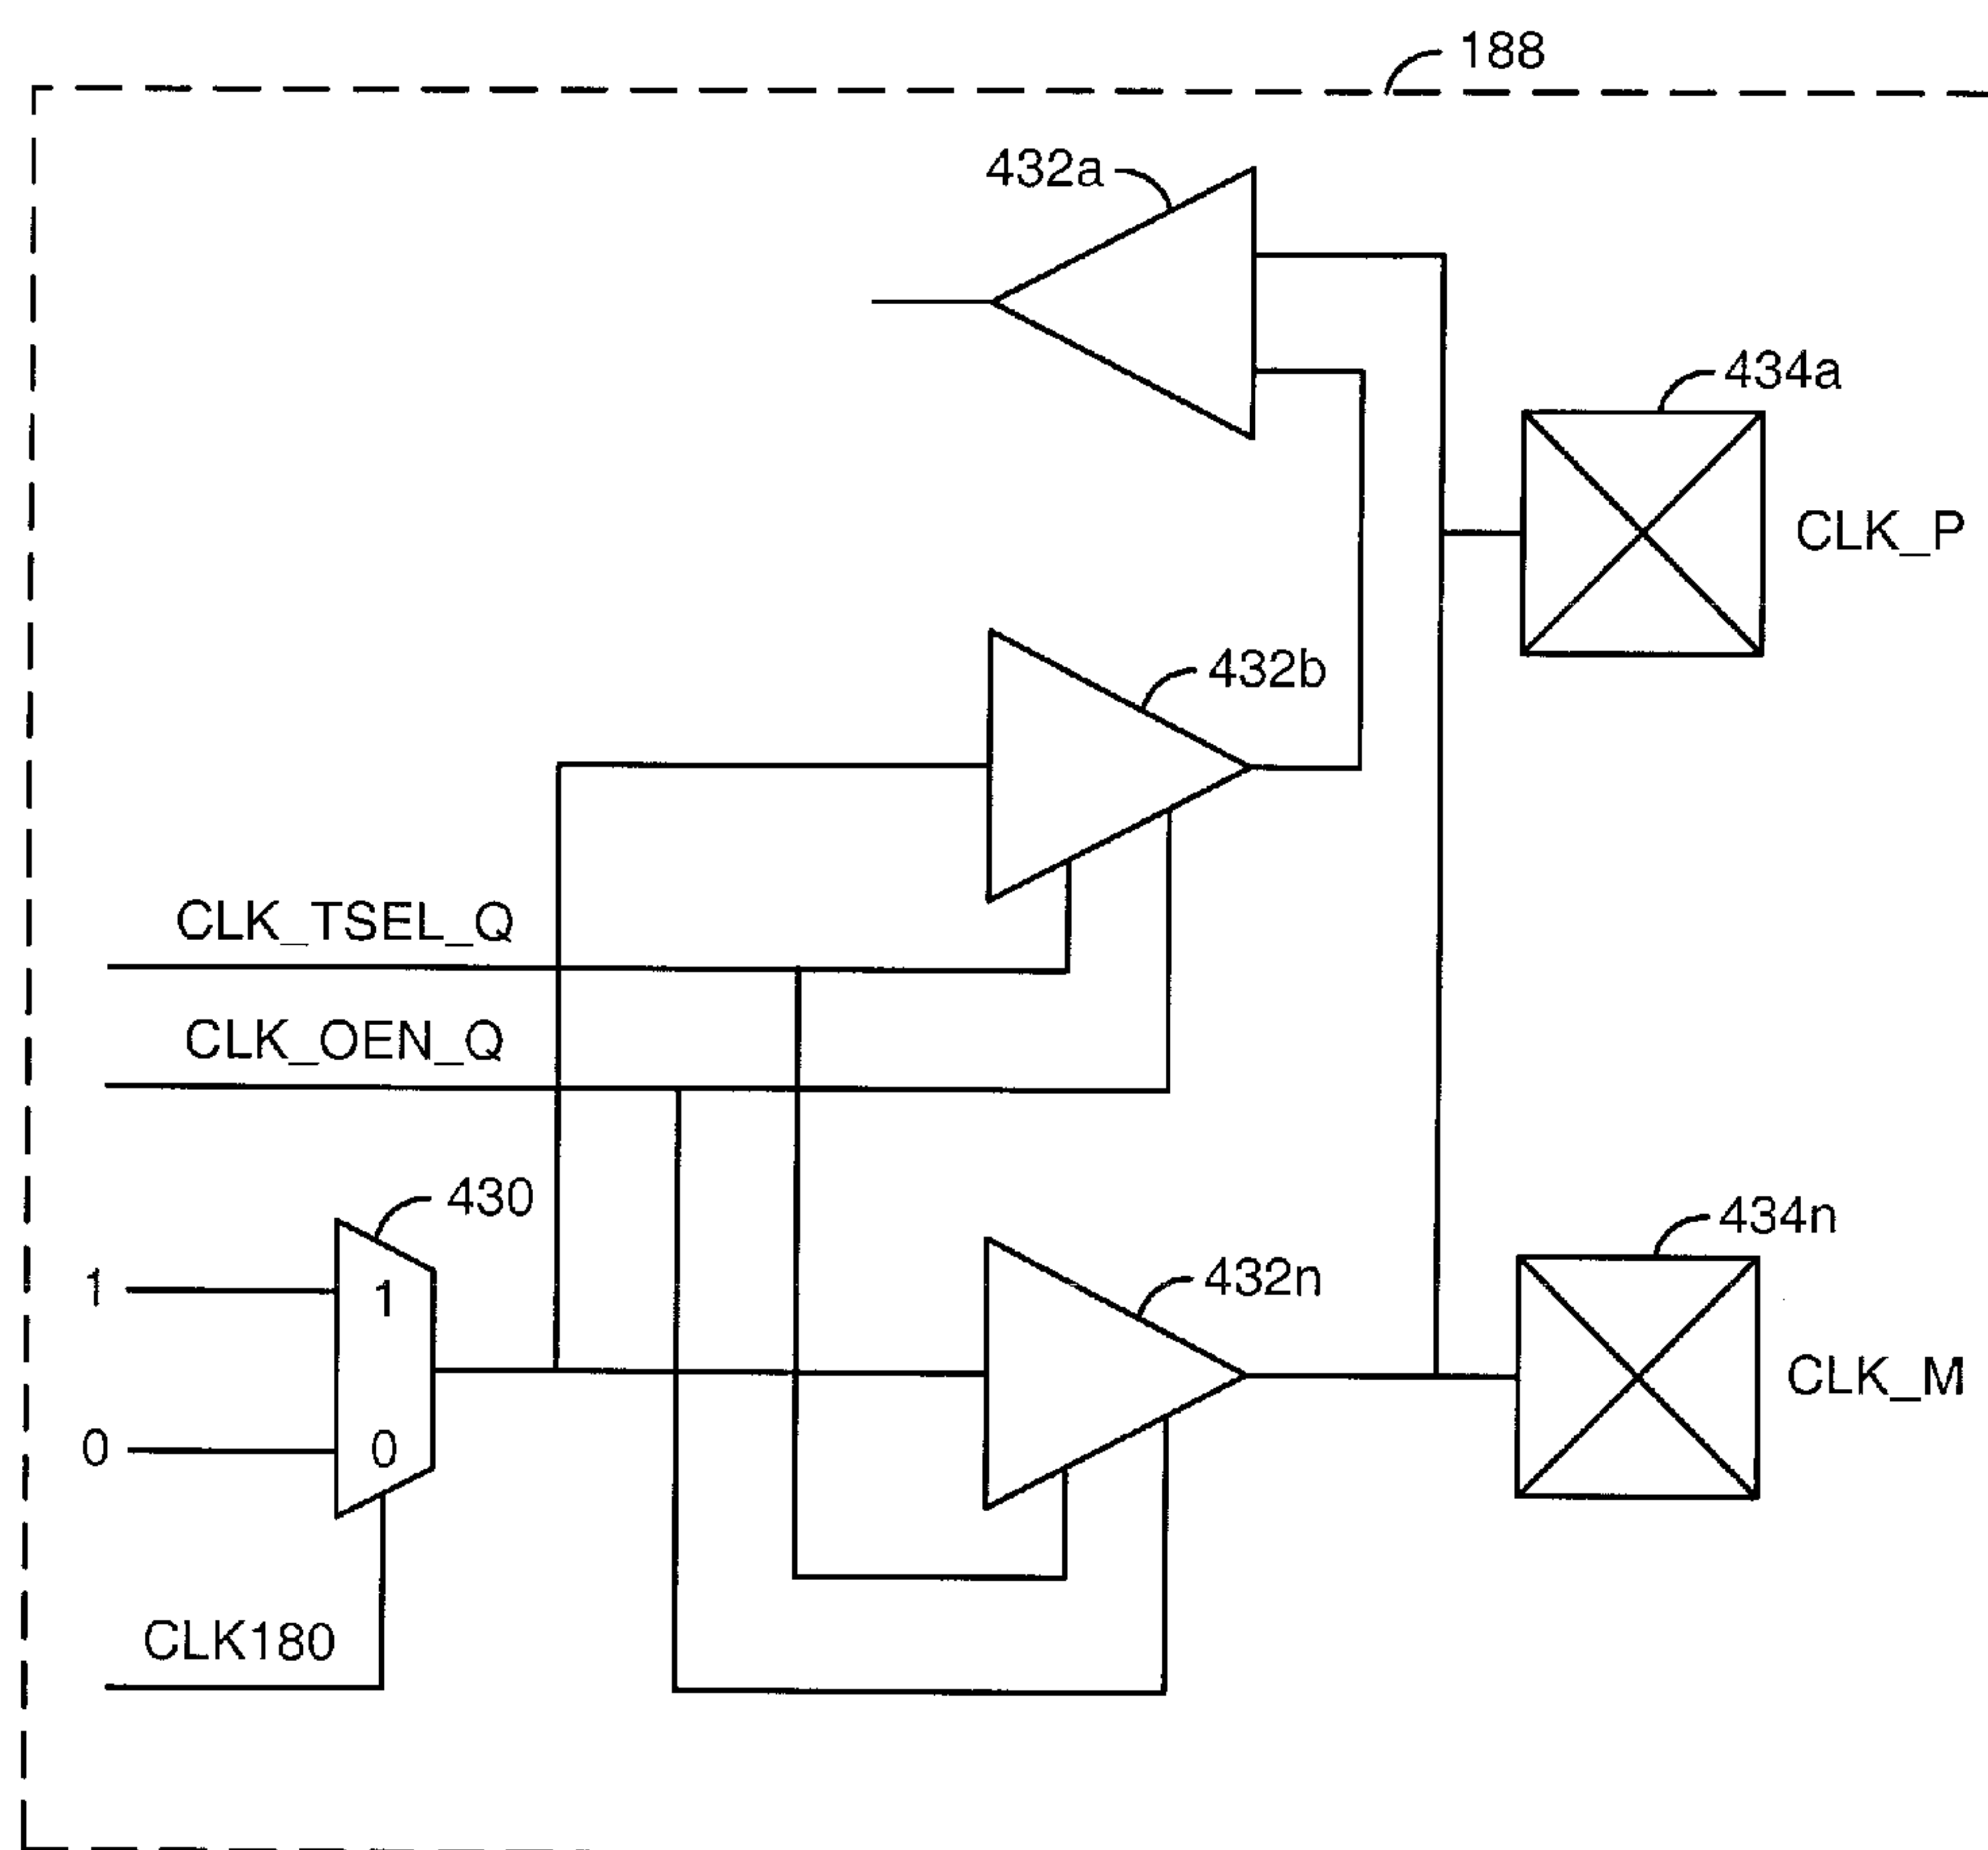 188
432a
434a
CLK_P
432b
CLK_TSEL_Q
CLK_OEN_Q
430
434n
1
1
432n
CLK_M
0
0
CLK180